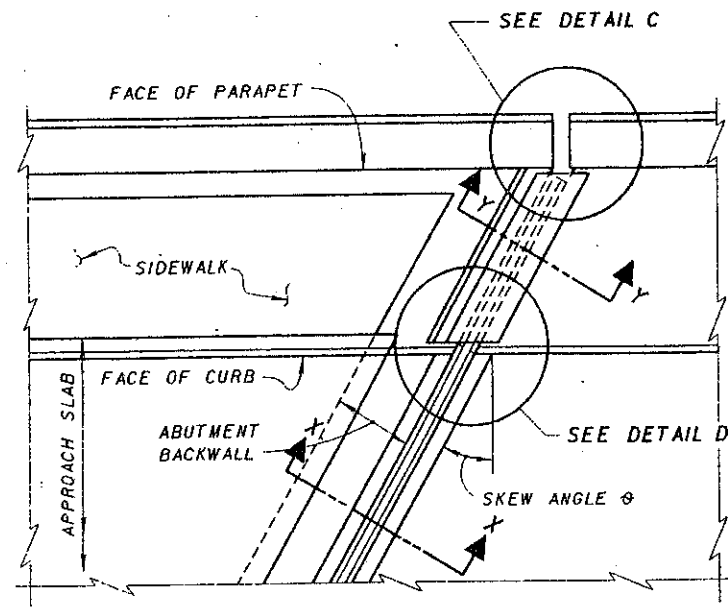 SEE DETAIL C
FACE OF PARAPET
Y
SIDEWALK
Y
FACE OF CURB
APPROACH SLAB
ABUTMENT
BACKWALL
X
SEE DETAIL D
SKEW ANGLE θ
X